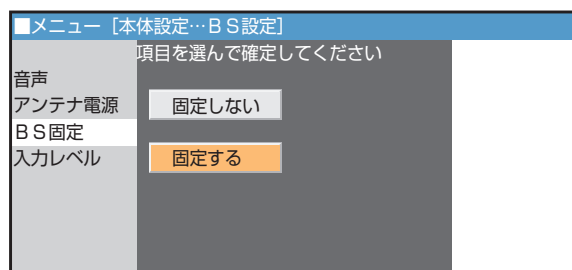 ■メニュー［本体設定…ＢＳ設定］
項目を選んで確定してください
音声
アンテナ電源
固定しない
ＢＳ固定
入力レベル
固定する